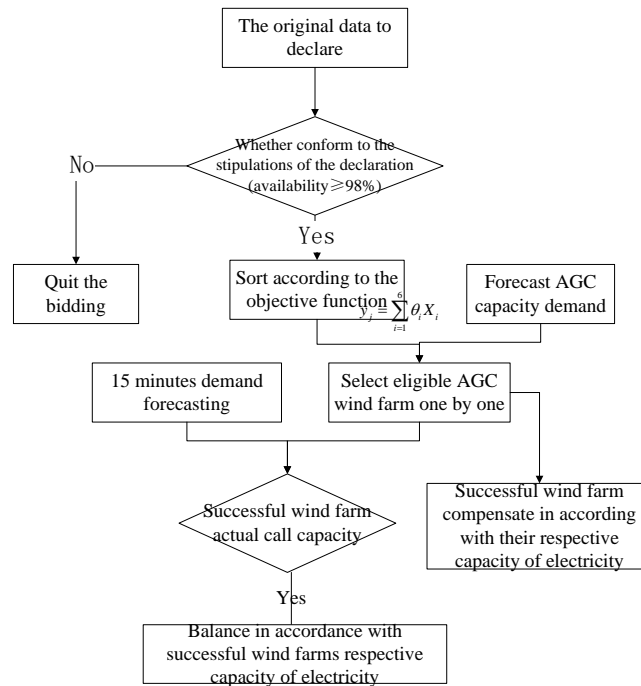 The original data to
declare
Whether conform to the
stipulations of the declaration
(availability≥98%)
No
Yes
Quit the
bidding
Sort according to the
objective function
y_j = \sum_{i=1}^{6} θ_i X_i
Forecast AGC
capacity demand
15 minutes demand
forecasting
Select eligible AGC
wind farm one by one
Successful wind farm
actual call capacity
Successful wind farm
compensate in according
with their respective
capacity of electricity
Yes
Balance in accordance with
successful wind farms respective
capacity of electricity